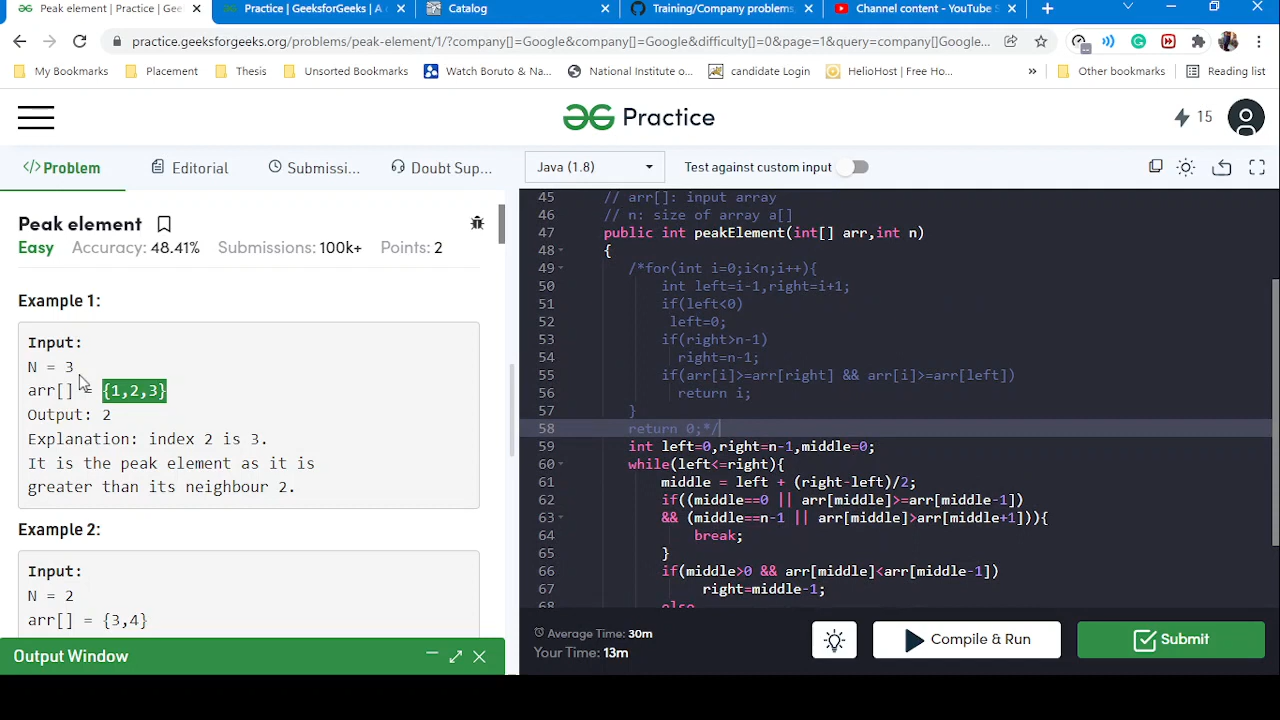 Peak element | Practice | Gee
Practice | GeeksforGeeks | A
Catalog
Training/Company problems,
Channel content - YouTube S
practice.geeksforgeeks.org/problems/peak-element/1/?company[]=Google&company[]=Google&difficulty[]=0&page=1&query=company[]Google...
My Bookmarks
Placement
Thesis
Unsorted Bookmarks
Watch Boruto & Na...
National Institute o...
candidate Login
HelioHost | Free Ho...
»
Other bookmarks
Reading list
Practice
15
</>Problem
Editorial
Submissi...
Doubt Sup...
Java (1.8)
Test against custom input
Peak element
Easy Accuracy: 48.41% Submissions: 100k+ Points: 2
Example 1:
Input:
N = 3
arr[] = {1,2,3}
Output: 2
Explanation: index 2 is 3.
It is the peak element as it is
greater than its neighbour 2.
Example 2:
Input:
N = 2
arr[] = {3,4}
Output Window
45 // arr[]: input array
46 // n: size of array a[]
47 public int peakElement(int[] arr,int n)
48 {
49 /*for(int i=0;i<n;i++){
50 int left=i-1,right=i+1;
51 if(left<0)
52 left=0;
53 if(right>n-1)
54 right=n-1;
55 if(arr[i]>=arr[right] && arr[i]>=arr[left])
56 return i;
57 }
58 return 0;*/
59 int left=0,right=n-1,middle=0;
60 while(left<=right){
61 middle = left + (right-left)/2;
62 if((middle==0 || arr[middle]>=arr[middle-1])
63 && (middle==n-1 || arr[middle]>arr[middle+1])){
64 break;
65 }
66 if(middle>0 && arr[middle]<arr[middle-1])
67 right=middle-1;
68 else
Average Time: 30m
Your Time: 13m
Compile & Run
Submit